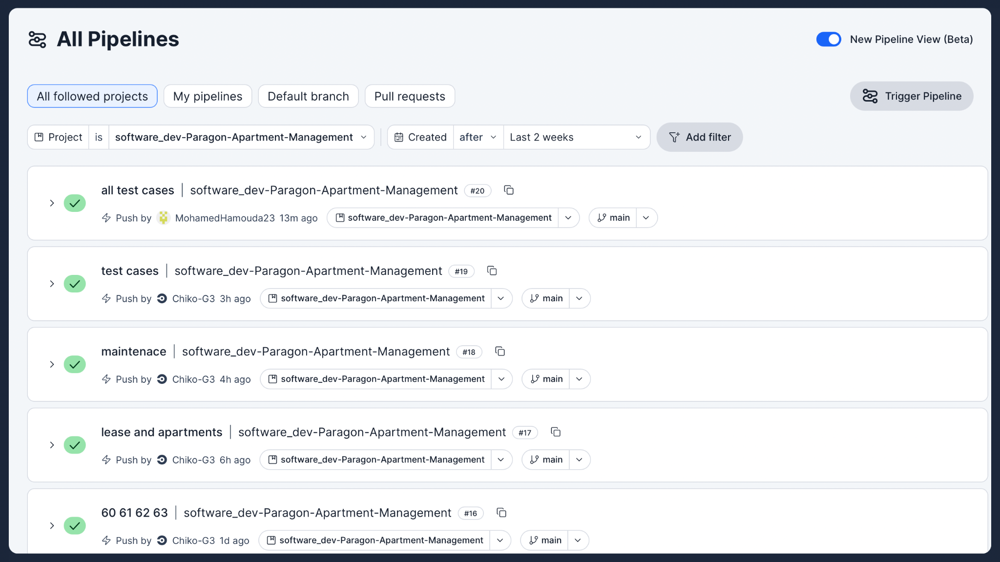 All Pipelines
New Pipeline View (Beta)
All followed projects My pipelines Default branch Pull requests
Trigger Pipeline
Project is software_dev-Paragon-Apartment-Management Created after Last 2 weeks Add filter
all test cases | software_dev-Paragon-Apartment-Management #20
Push by MohamedHamouda23 13m ago software_dev-Paragon-Apartment-Management main
test cases | software_dev-Paragon-Apartment-Management #19
Push by Chiko-G3 3h ago software_dev-Paragon-Apartment-Management main
maintenace | software_dev-Paragon-Apartment-Management #18
Push by Chiko-G3 4h ago software_dev-Paragon-Apartment-Management main
lease and apartments | software_dev-Paragon-Apartment-Management #17
Push by Chiko-G3 6h ago software_dev-Paragon-Apartment-Management main
60 61 62 63 | software_dev-Paragon-Apartment-Management #16
Push by Chiko-G3 1d ago software_dev-Paragon-Apartment-Management main